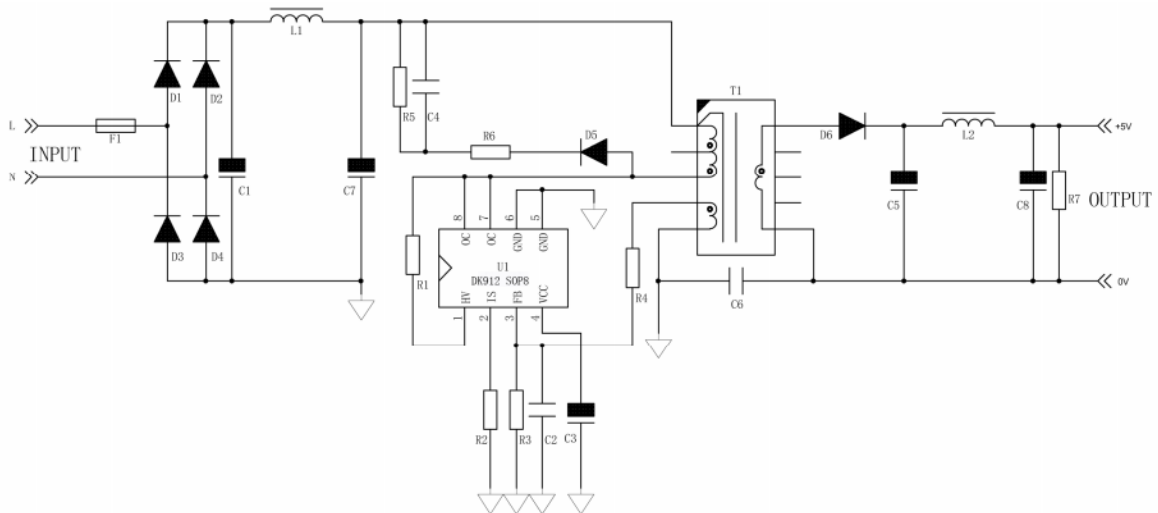 L1
T1
D1
D2
R5
C4
L
F1
R6
D5
D6
L2
+5V
INPUT
N
C1
C7
C5
C8
R7
OUTPUT
8
7
6
5
OC
OC
GND
GND
D3
D4
R1
U1
DK912 SOP8
R4
C6
0V
HV
IS
FB
VCC
1
2
3
4
R2
R3
C2
C3